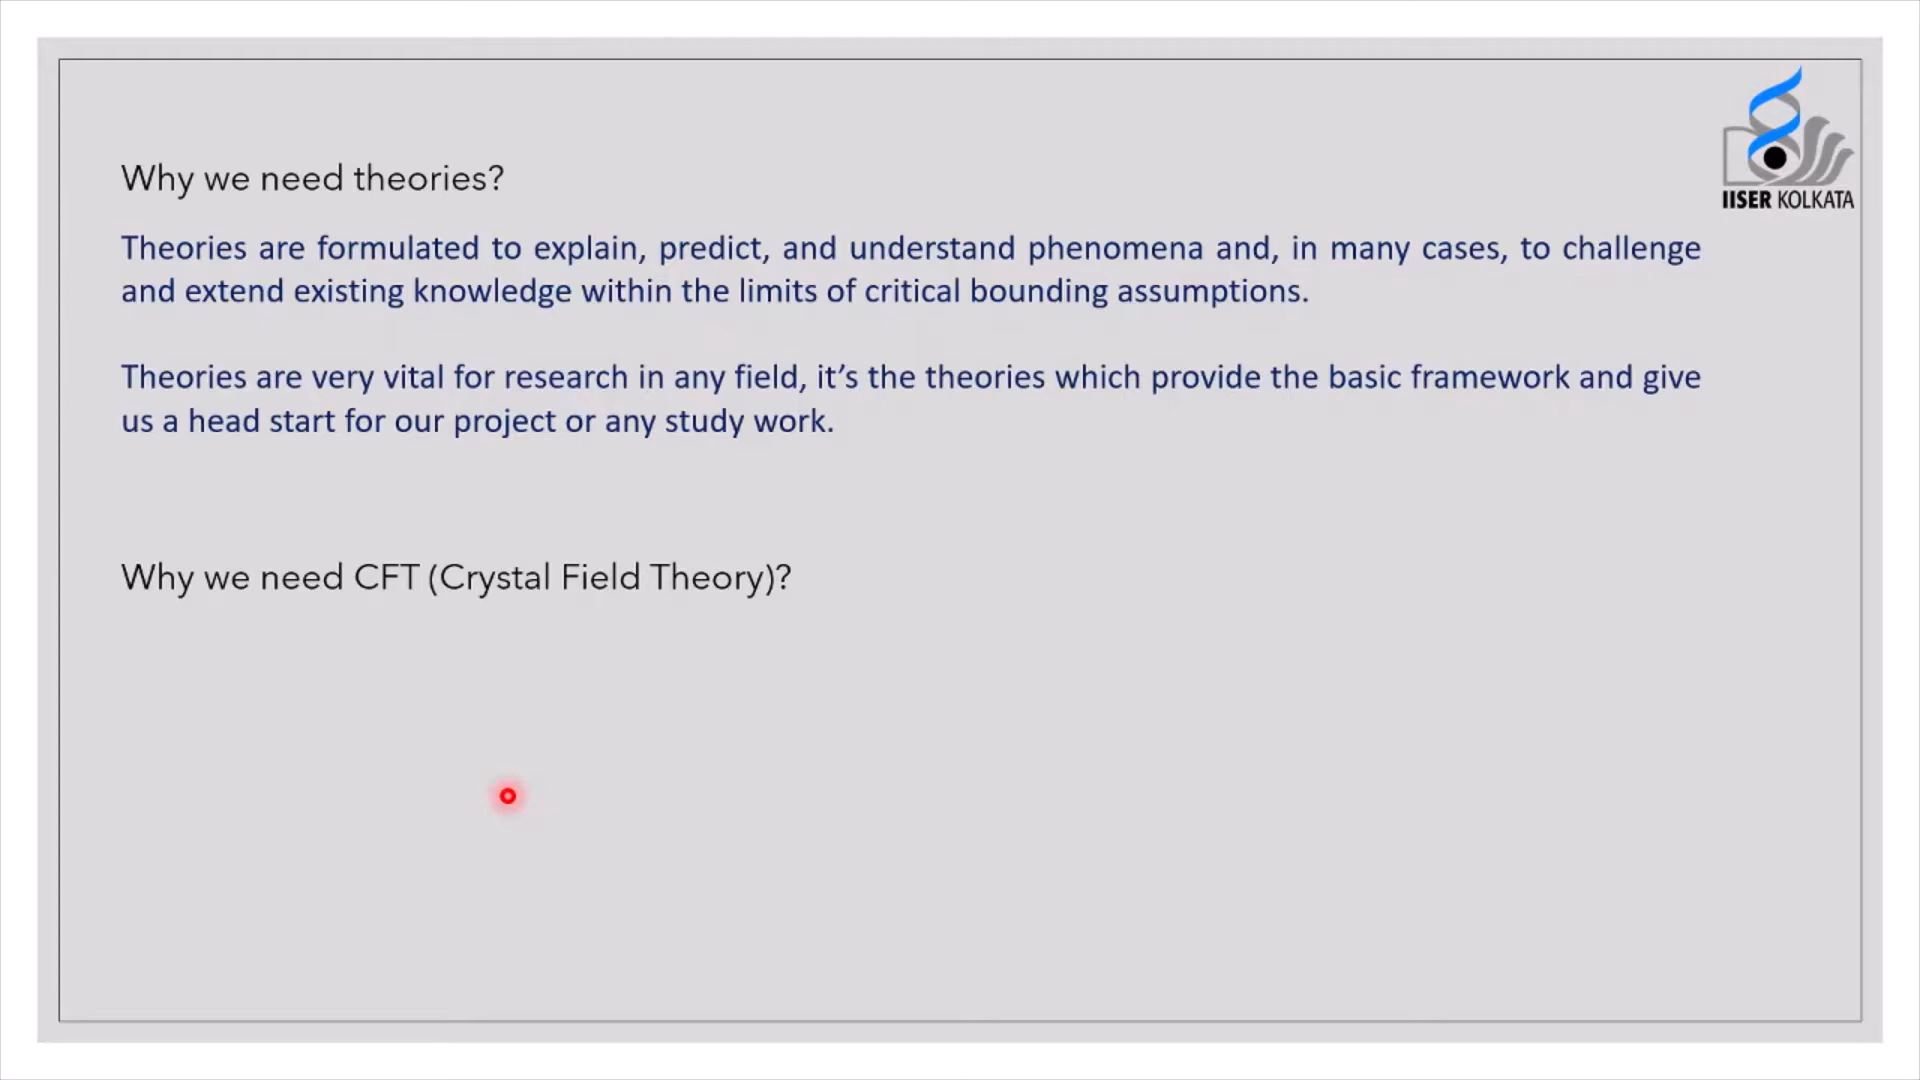 IISER KOLKATA
Why we need theories?
Theories are formulated to explain, predict, and understand phenomena and, in many cases, to challenge
and extend existing knowledge within the limits of critical bounding assumptions.
Theories are very vital for research in any field, it’s the theories which provide the basic framework and give
us a head start for our project or any study work.
Why we need CFT (Crystal Field Theory)?